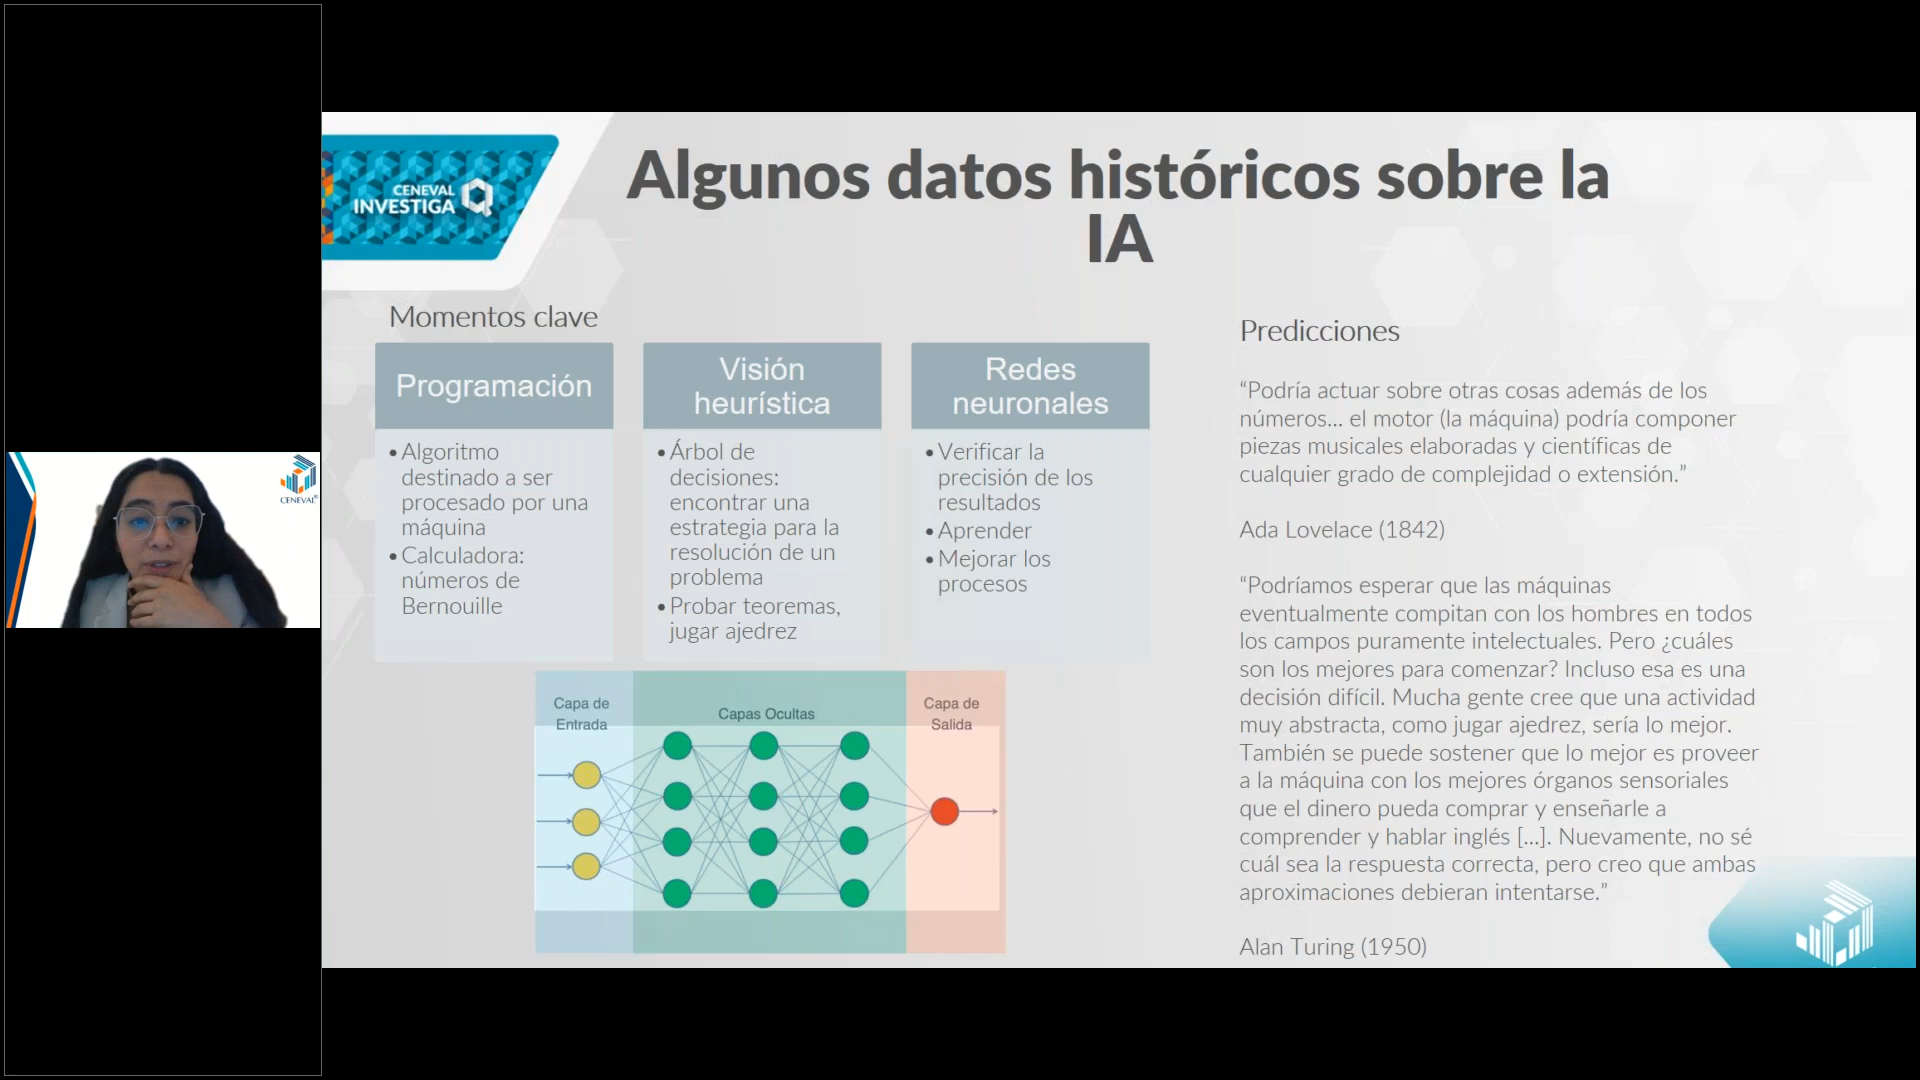 CENEVAL
INVESTIGA
Algunos datos históricos sobre la
IA
Momentos clave
Programación
• Algoritmo
destinado a ser
procesado por una
máquina
• Calculadora:
números de
Bernouille
Visión
heurística
• Árbol de
decisiones:
encontrar una
estrategia para la
resolución de un
problema
• Probar teoremas,
jugar ajedrez
Redes
neuronales
• Verificar la
precisión de los
resultados
• Aprender
• Mejorar los
procesos
Capa de
Entrada
Capas Ocultas
Capa de
Salida
Predicciones
“Podría actuar sobre otras cosas además de los
números... el motor (la máquina) podría componer
piezas musicales elaboradas y científicas de
cualquier grado de complejidad o extensión.”
Ada Lovelace (1842)
“Podríamos esperar que las máquinas
eventualmente compitan con los hombres en todos
los campos puramente intelectuales. Pero ¿cuáles
son los mejores para comenzar? Incluso esa es una
decisión difícil. Mucha gente cree que una actividad
muy abstracta, como jugar ajedrez, sería lo mejor.
También se puede sostener que lo mejor es proveer
a la máquina con los mejores órganos sensoriales
que el dinero pueda comprar y enseñarle a
comprender y hablar inglés [...]. Nuevamente, no sé
cuál sea la respuesta correcta, pero creo que ambas
aproximaciones debieran intentarse.”
Alan Turing (1950)
CENEVAL®